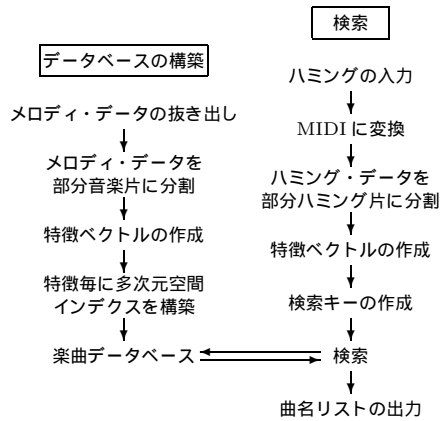 データベースの構築
メロディ・データの抜き出し
メロディ・データを
部分音楽片に分割
特徴ベクトルの作成
特徴毎に多次元空間
インデクスを構築
楽曲データベース
検索
ハミングの入力
MIDIに変換
ハミング・データを
部分ハミング片に分割
特徴ベクトルの作成
検索キーの作成
検索
曲名リストの出力